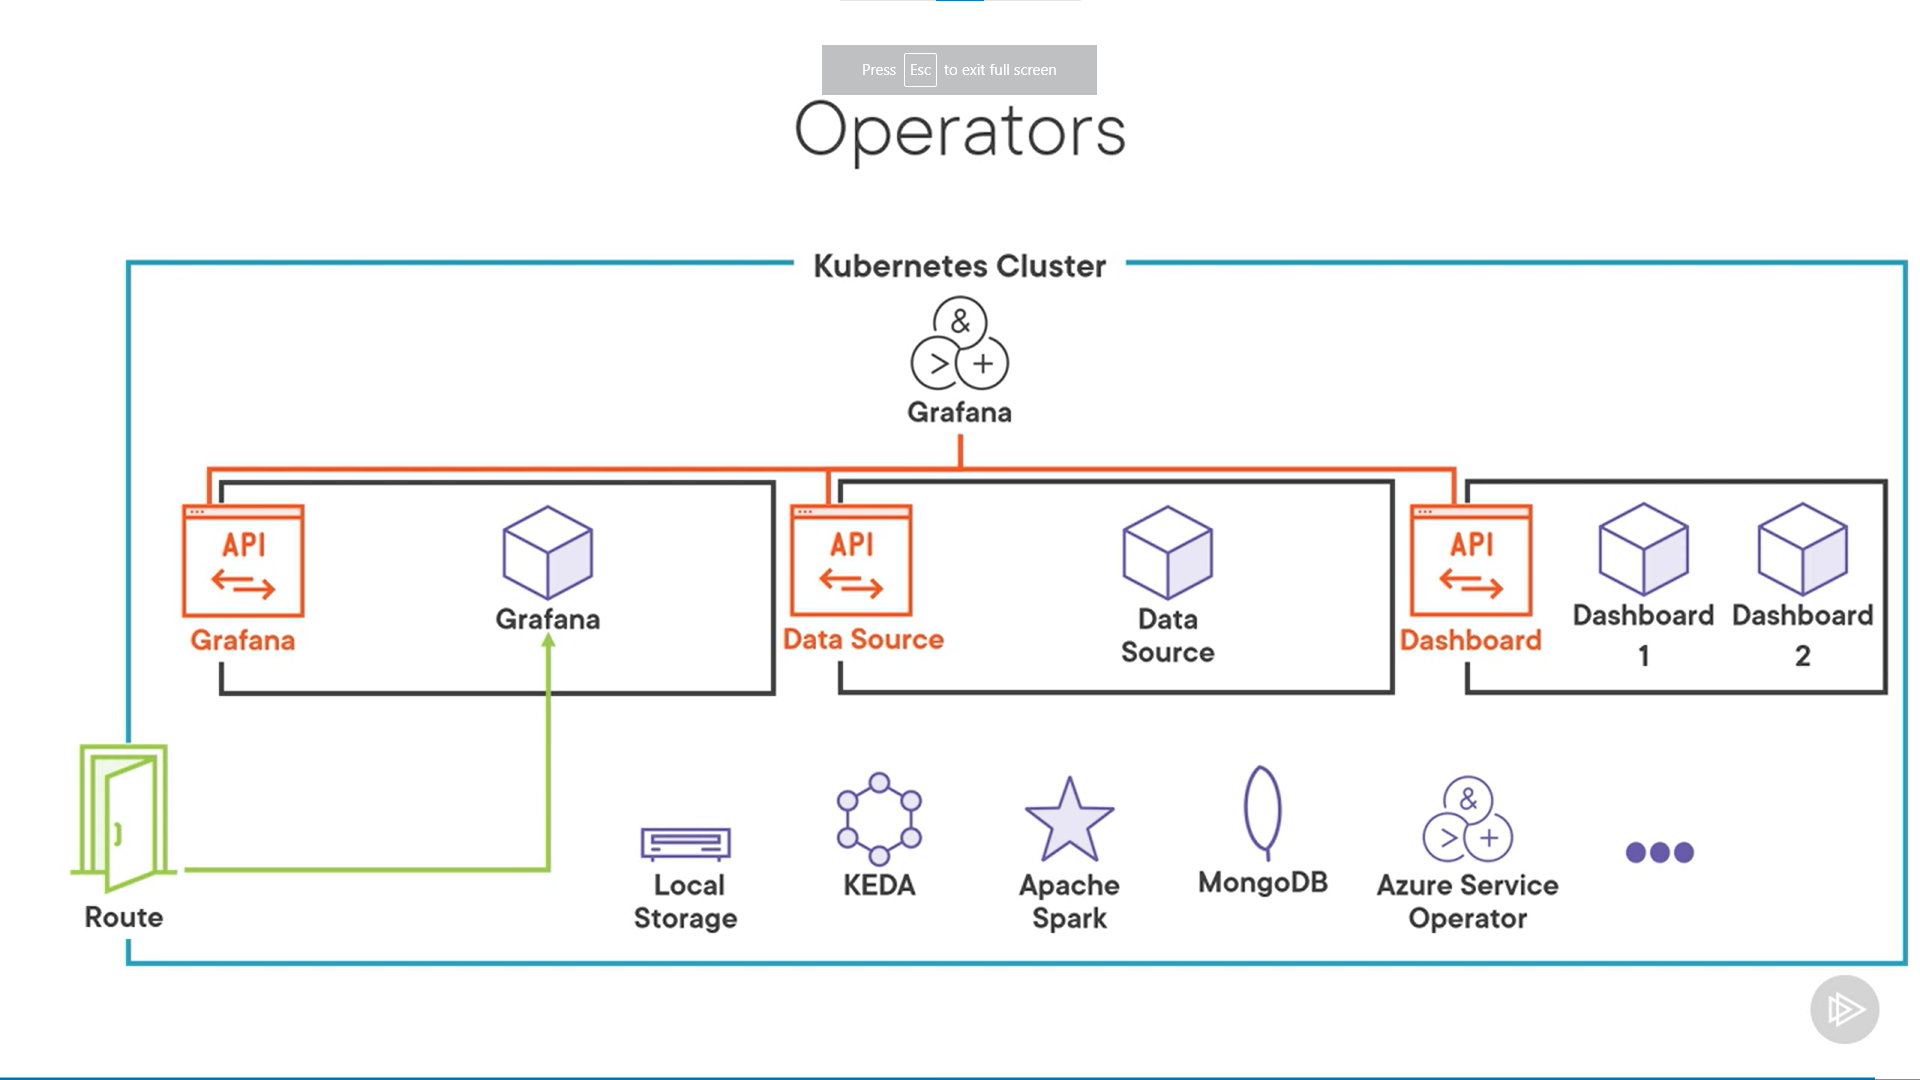 Press Esc to exit full screen
Operators
Kubernetes Cluster
&
> +
Grafana
API
Grafana
Grafana
API
Data Source
Data
Source
API
Dashboard
Dashboard
1
Dashboard
2
Route
Local
Storage
KEDA
Apache
Spark
MongoDB
&
> +
Azure Service
Operator